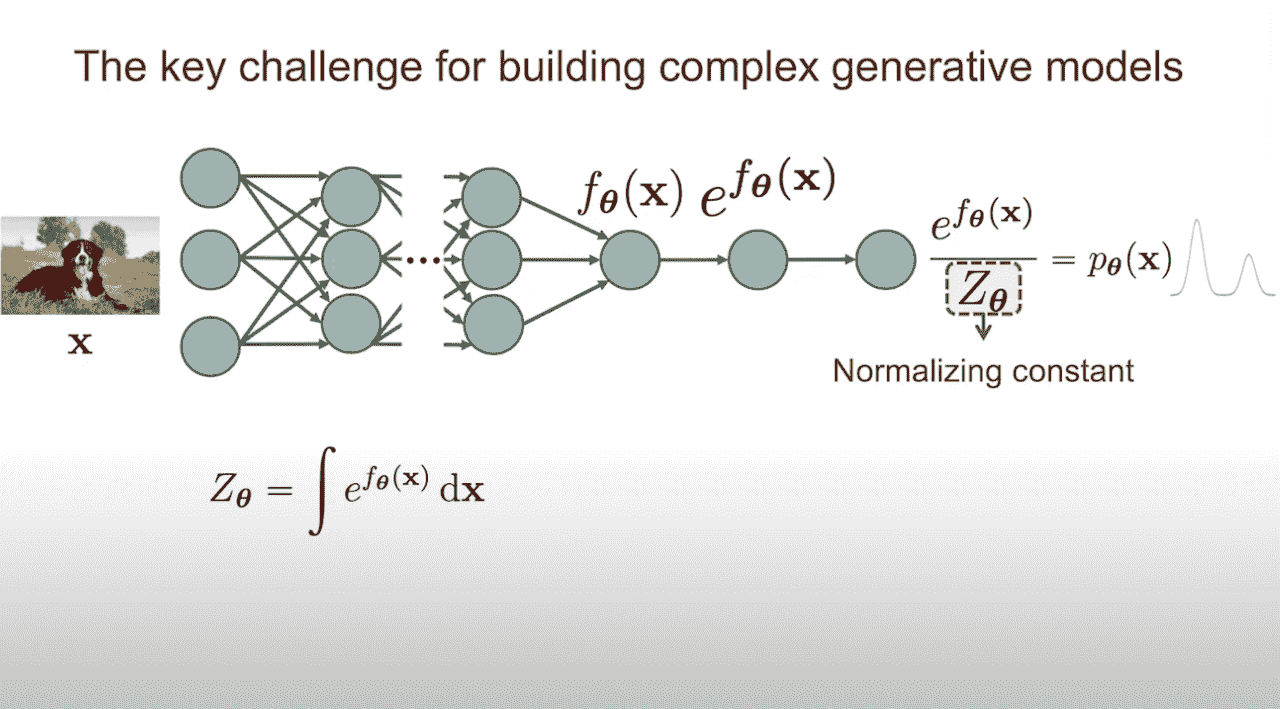 The key challenge for building complex generative models
f_θ(x) e^{f_θ(x)}
e^{f_θ(x)} / Z_θ = p_θ(x)
x
Normalizing constant
Z_θ = ∫ e^{f_θ(x)} dx